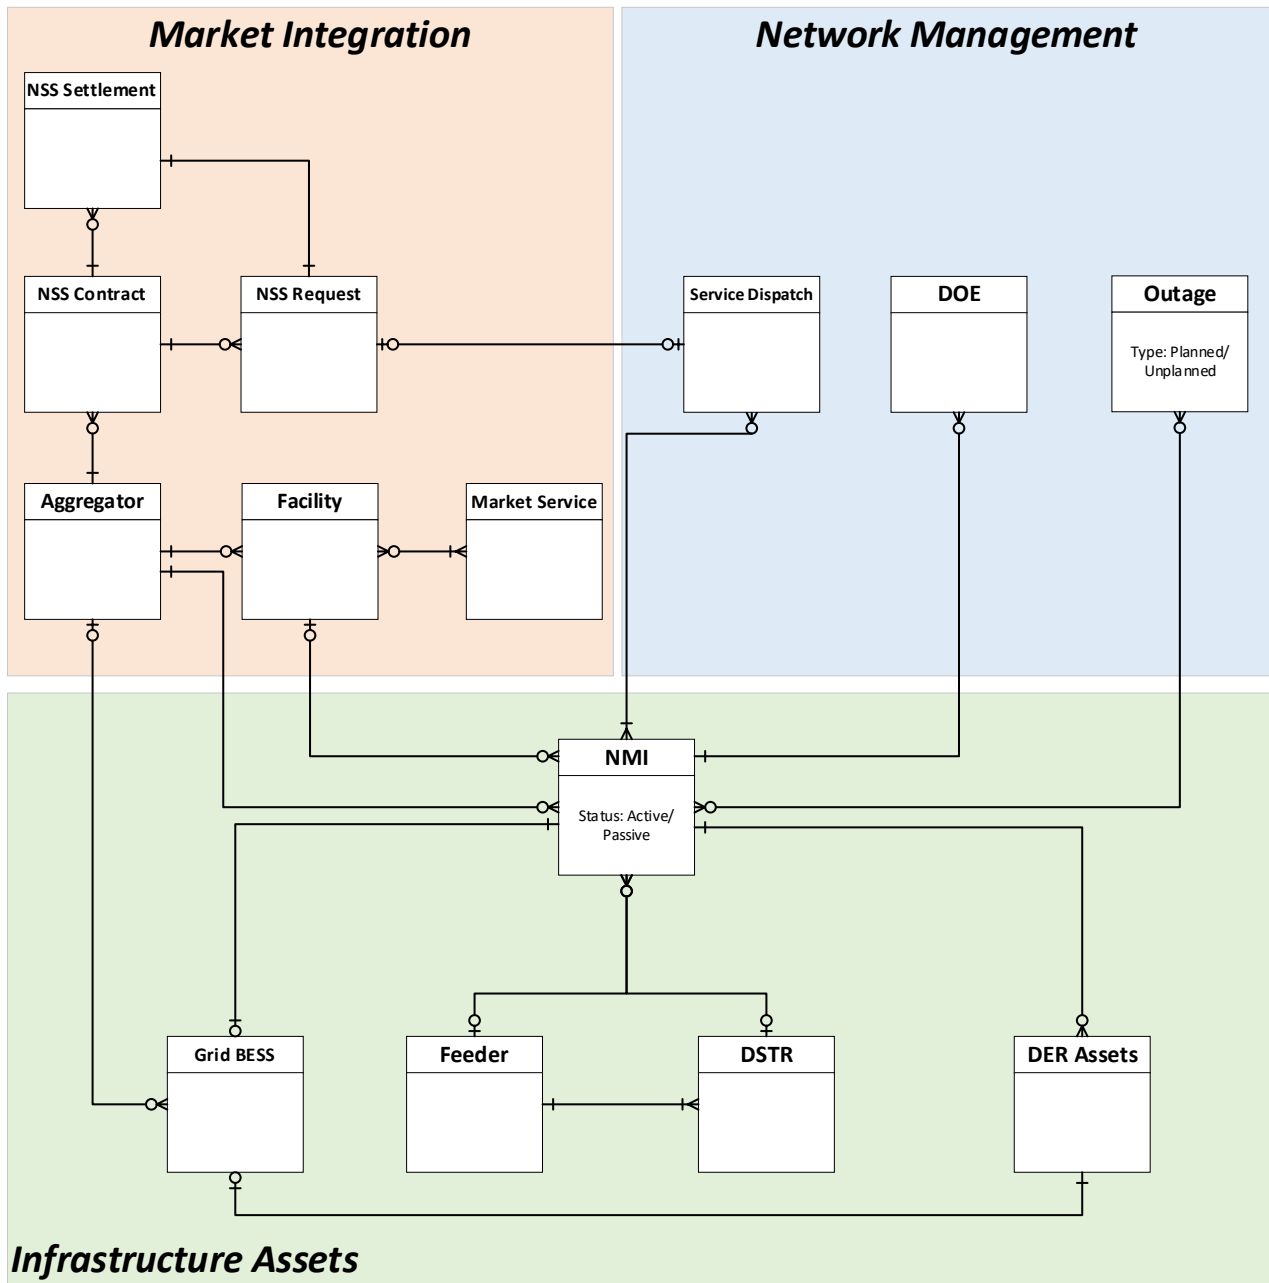 Market Integration
Network Management
NSS Settlement
NSS Contract
NSS Request
Service Dispatch
DOE
Outage
Type: Planned/
Unplanned
Aggregator
Facility
Market Service
NMI
Status: Active/
Passive
Grid BESS
Feeder
DSTR
DER Assets
Infrastructure Assets